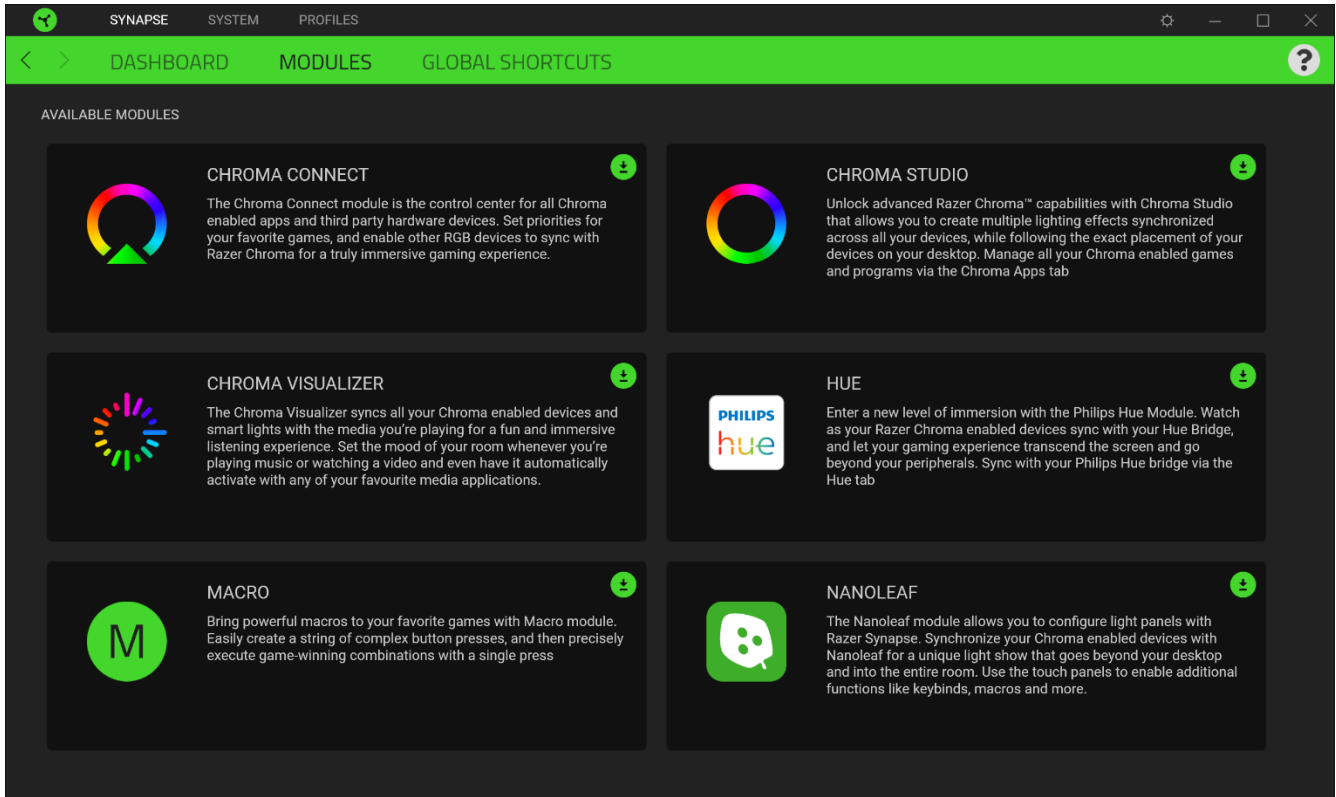 SYNAPSE SYSTEM PROFILES
DASHBOARD MODULES GLOBAL SHORTCUTS ?
AVAILABLE MODULES
CHROMA CONNECT
The Chroma Connect module is the control center for all Chroma
enabled apps and third party hardware devices. Set priorities for
your favorite games, and enable other RGB devices to sync with
Razer Chroma for a truly immersive gaming experience.
CHROMA STUDIO
Unlock advanced Razer Chroma™ capabilities with Chroma Studio
that allows you to create multiple lighting effects synchronized
across all your devices, while following the exact placement of your
devices on your desktop. Manage all your Chroma enabled games
and programs via the Chroma Apps tab
CHROMA VISUALIZER
The Chroma Visualizer syncs all your Chroma enabled devices and
smart lights with the media you're playing for a fun and immersive
listening experience. Set the mood of your room whenever you're
playing music or watching a video and even have it automatically
activate with any of your favourite media applications.
PHILIPS
hue
HUE
Enter a new level of immersion with the Philips Hue Module. Watch
as your Razer Chroma enabled devices sync with your Hue Bridge,
and let your gaming experience transcend the screen and go
beyond your peripherals. Sync with your Philips Hue bridge via the
Hue tab
M
MACRO
Bring powerful macros to your favorite games with Macro module.
Easily create a string of complex button presses, and then precisely
execute game-winning combinations with a single press
NANOLEAF
The Nanoleaf module allows you to configure light panels with
Razer Synapse. Synchronize your Chroma enabled devices with
Nanoleaf for a unique light show that goes beyond your desktop
and into the entire room. Use the touch panels to enable additional
functions like keybinds, macros and more.